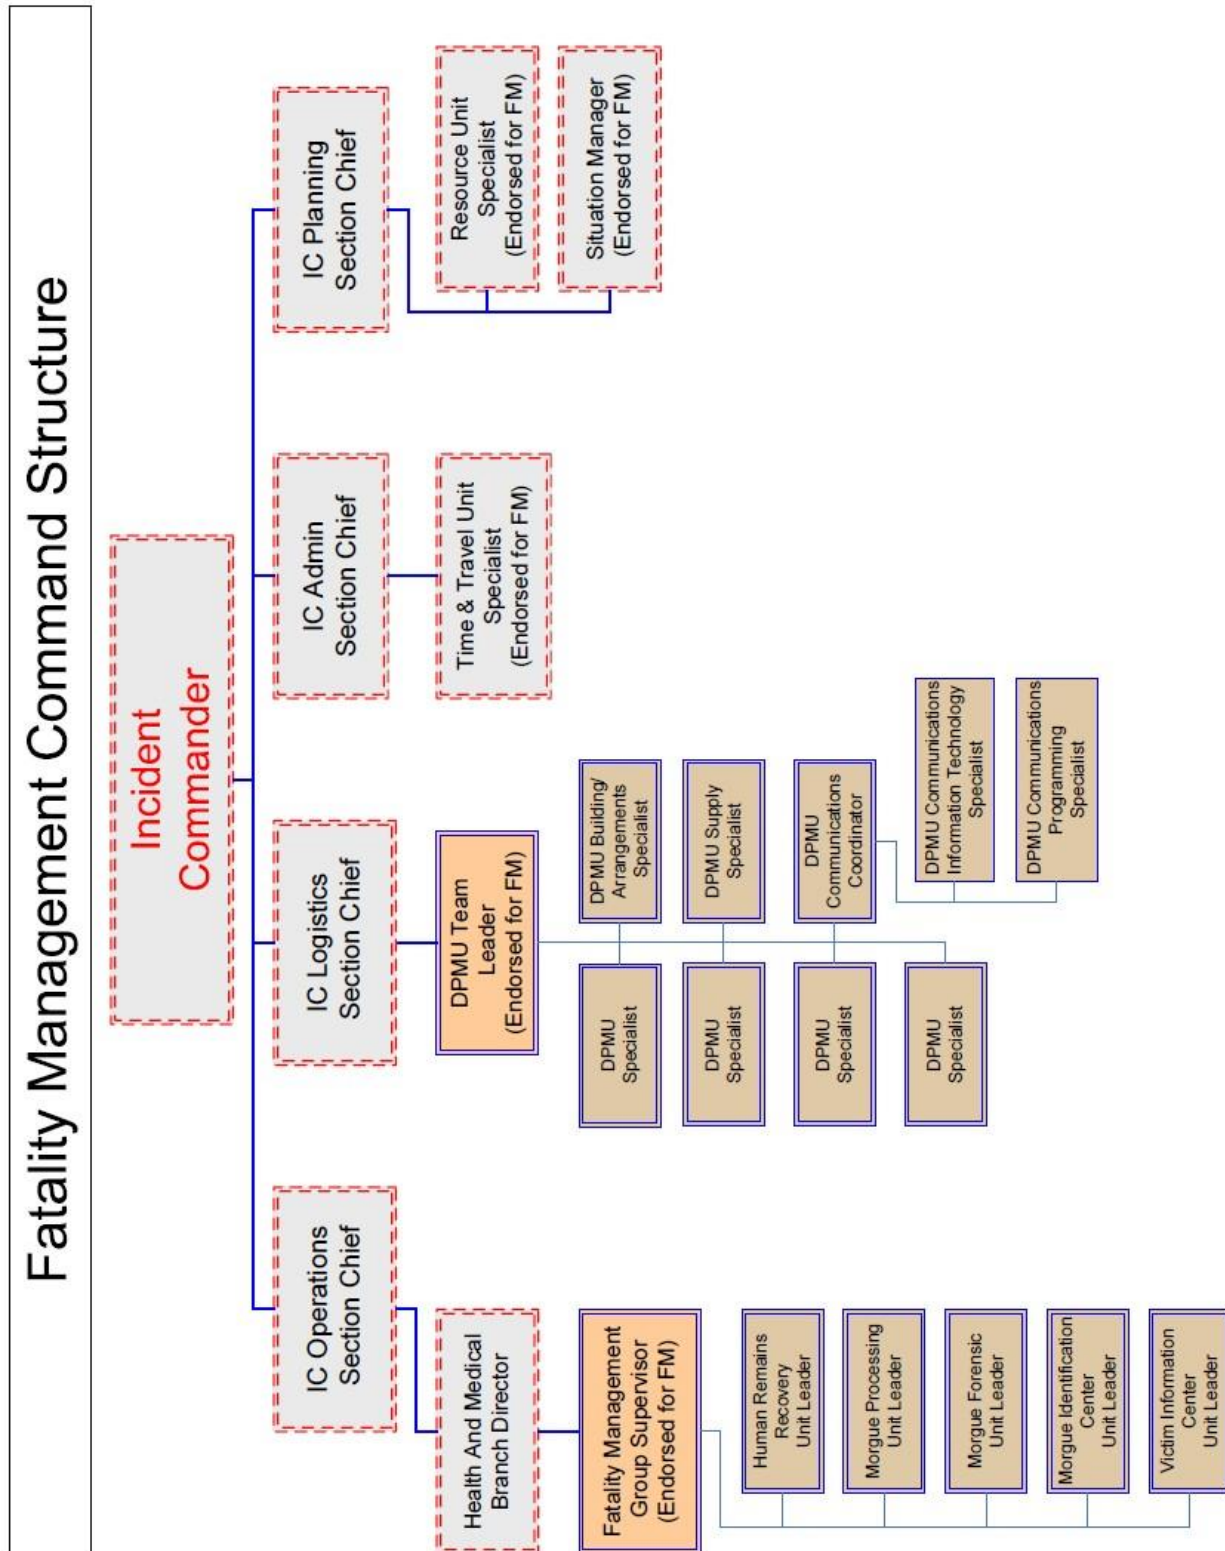 Fatality Management Command Structure
Incident
Commander
IC Operations
Section Chief
IC Logistics
Section Chief
IC Admin
Section Chief
IC Planning
Section Chief
Health And Medical
Branch Director
DPMU Team
Leader
(Endorsed for FM)
Time & Travel Unit
Specialist
(Endorsed for FM)
Resource Unit
Specialist
(Endorsed for FM)
Situation Manager
(Endorsed for FM)
Fatality Management
Group Supervisor
(Endorsed for FM)
Human Remains
Recovery
Unit Leader
Morgue Processing
Unit Leader
Morgue Forensic
Unit Leader
Morgue Identification
Center
Unit Leader
Victim Information
Center
Unit Leader
DPMU
Specialist
DPMU Building/
Arrangements
Specialist
DPMU
Specialist
DPMU Supply
Specialist
DPMU
Specialist
DPMU
Communications
Coordinator
DPMU
Specialist
DPMU Communications
Information Technology
Specialist
DPMU Communications
Programming
Specialist